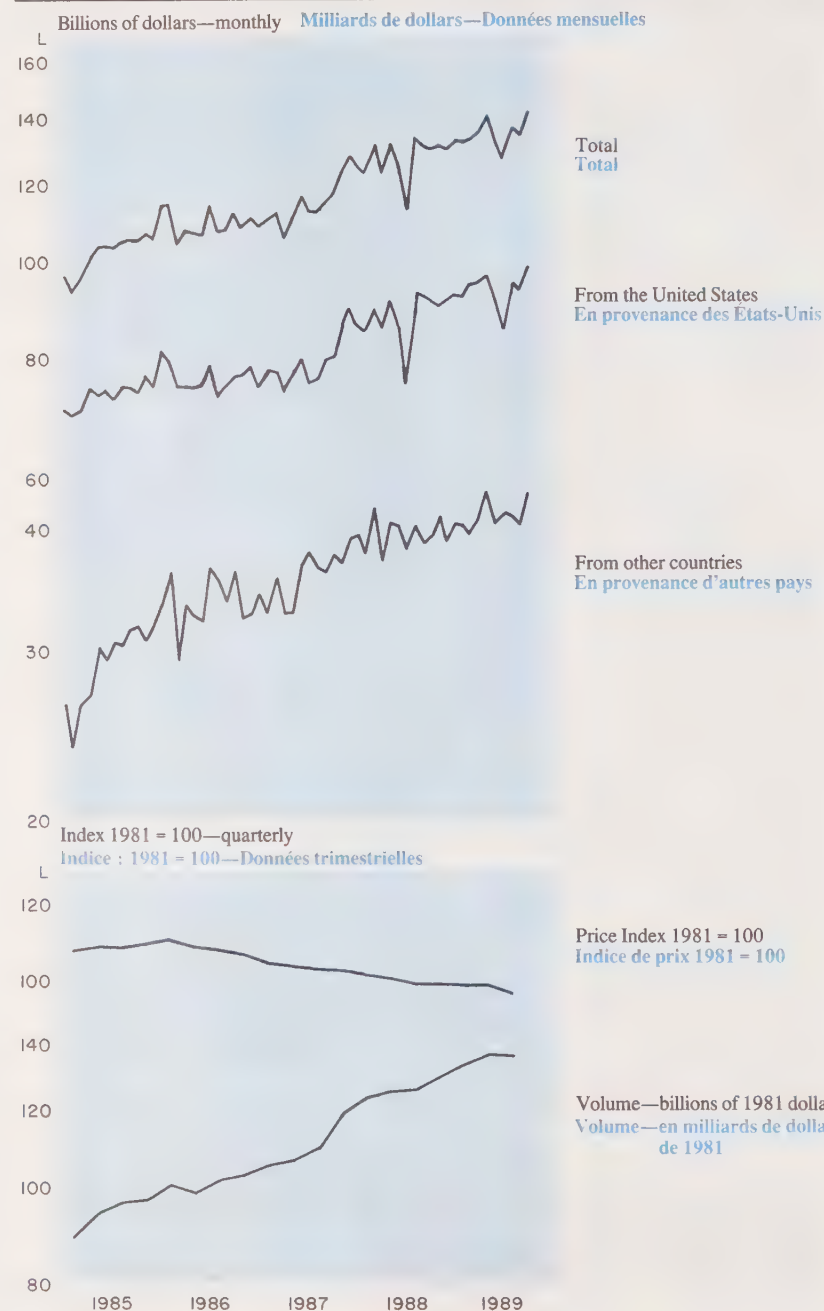 Billions of dollars—monthly Milliards de dollars—Données mensuelles
L
160
140
Total
Total
120
100
From the United States
En provenance des États-Unis
80
60
40
From other countries
En provenance d'autres pays
30
20
Index 1981 = 100—quarterly
Indice : 1981 = 100—Données trimestrielles
L
120
Price Index 1981 = 100
Indice de prix 1981 = 100
100
140
120
Volume—billions of 1981 dolla
Volume—en milliards de dolla
de 1981
100
80
1985 1986 1987 1988 1989